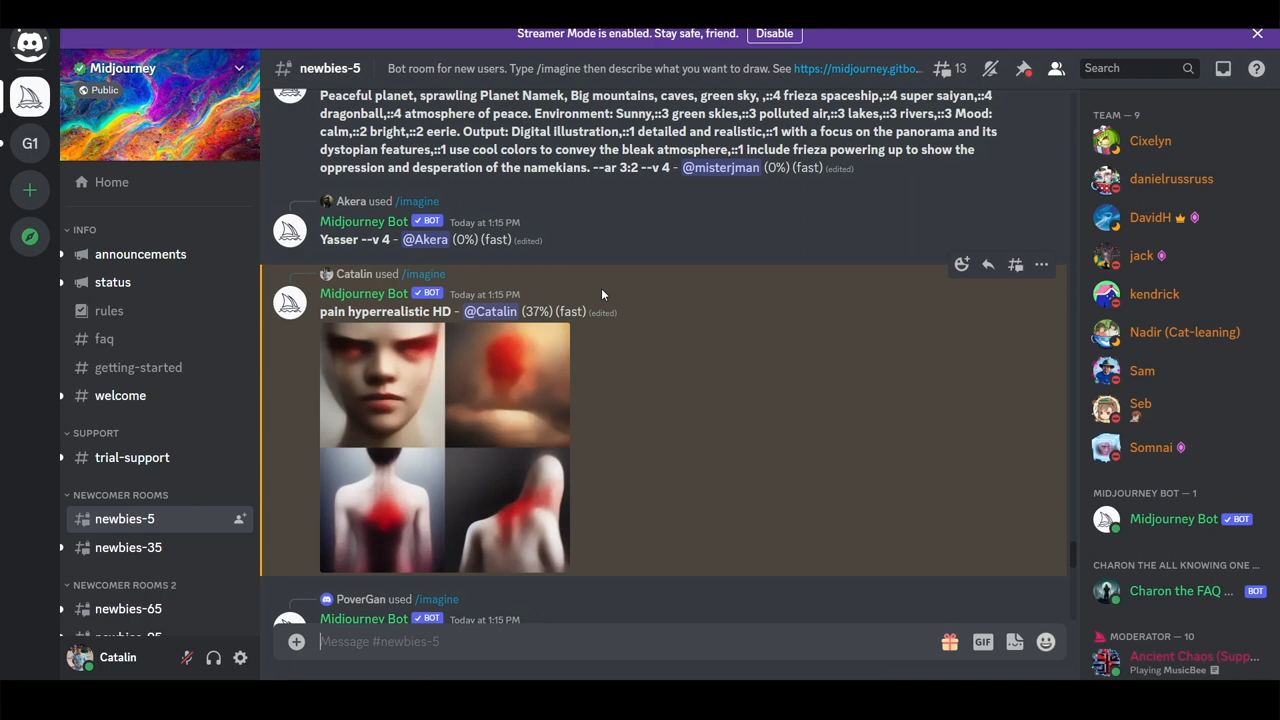 Streamer Mode is enabled. Stay safe, friend. Disable
Midjourney
Public
Home
INFO
announcements
status
rules
faq
getting-started
welcome
SUPPORT
trial-support
NEWCOMER ROOMS
newbies-5
newbies-35
NEWCOMER ROOMS 2
newbies-65
Catalin
G1
# newbies-5 Bot room for new users. Type /imagine then describe what you want to draw. See https://midjourney.gitbo... 13 Search
Peaceful planet, sprawling Planet Namek, Big mountains, caves, green sky, ,::4 frieza spaceship,::4 super saiyan,::4
dragonball,::4 atmosphere of peace. Environment: Sunny,::3 green skies,::3 polluted air,::3 lakes,::3 rivers,::3 Mood:
calm,::2 bright,::2 eerie. Output: Digital illustration,::1 detailed and realistic,::1 with a focus on the panorama and its
dystopian features,::1 use cool colors to convey the bleak atmosphere,::1 include frieza powering up to show the
oppression and desperation of the namekians. --ar 3:2 --v 4 - @misterjman (0%) (fast) (edited)
Akera used /imagine
Midjourney Bot ✓ BOT Today at 1:15 PM
Yasser --v 4 - @Akera (0%) (fast) (edited)
Catalin used /imagine
Midjourney Bot ✓ BOT Today at 1:15 PM
pain hyperrealistic HD - @Catalin (37%) (fast) (edited)
PoverGan used /imagine
Midjourney Bot ✓ BOT Today at 1:15 PM
Message #newbies-5
GIF
TEAM — 9
Cixelyn
danielrussruss
DavidH
jack
kendrick
Nadir (Cat-leaning)
Sam
Seb
Somnai
MIDJOURNEY BOT — 1
Midjourney Bot ✓ BOT
CHARON THE ALL KNOWING ONE ...
Charon the FAQ ... BOT
MODERATOR — 10
Ancient Chaos (Supp...
Playing MusicBee